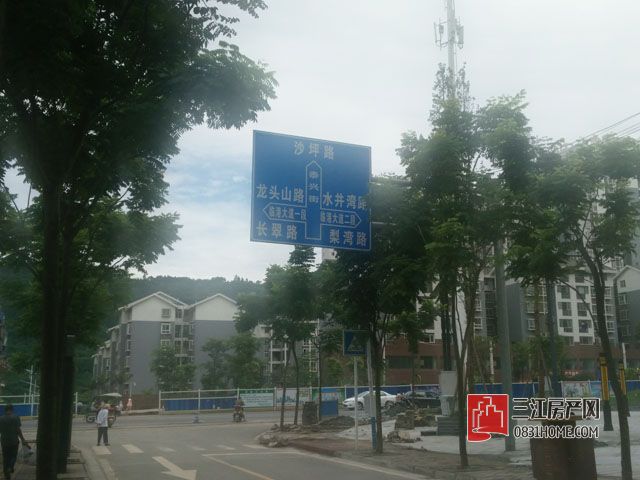 沙坪路
泰兴街
龙头山路 水井湾路
临港大道一段 临港大道二段
长翠路 梨湾路
三江房产网
0831HOME.COM